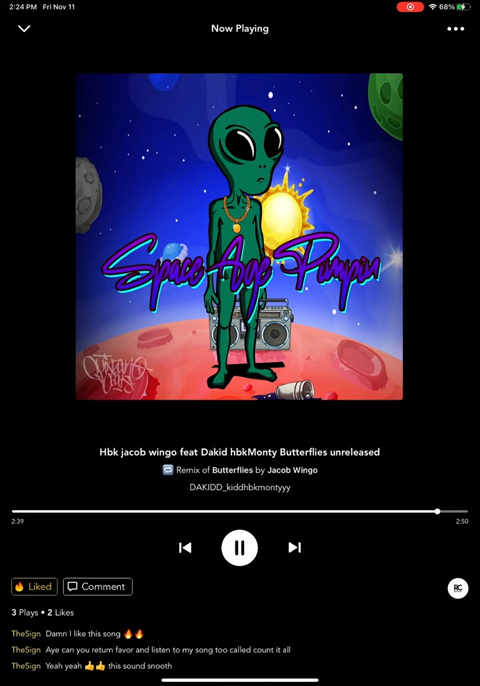 2:24 PM Fri Nov 11
68%
Now Playing
Space Age Pimpin
Hbk jacob wingo feat Dakid hbkMonty Butterflies unreleased
Remix of Butterflies by Jacob Wingo
DAKIDD_kiddhbkmontyyy
2:39
2:50
Liked
Comment
RC
3 Plays • 2 Likes
TheSign Damn I like this song 🔥🔥
TheSign Aye can you return favor and listen to my song too called count it all
TheSign Yeah yeah 👍👍 this sound snooth